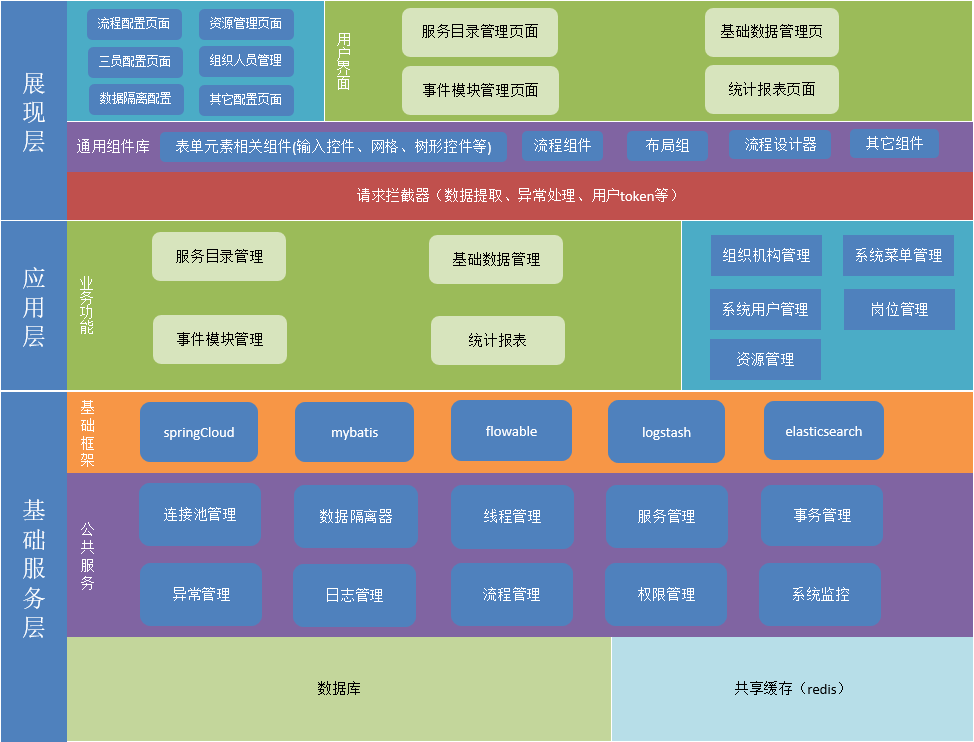 展现层
流程配置页面
资源管理页面
三员配置页面
组织人员管理
数据隔离配置
其它配置页面
用户界面
服务目录管理页面
基础数据管理页
事件模块管理页面
统计报表页面
通用组件库
表单元素相关组件(输入控件、网格、树形控件等)
流程组件
布局组
流程设计器
其它组件
请求拦截器（数据提取、异常处理、用户token等）
应用层
业务功能
服务目录管理
基础数据管理
事件模块管理
统计报表
组织机构管理
系统菜单管理
系统用户管理
岗位管理
资源管理
基础服务层
基础框架
springCloud
mybatis
flowable
logstash
elasticsearch
公共服务
连接池管理
数据隔离器
线程管理
服务管理
事务管理
异常管理
日志管理
流程管理
权限管理
系统监控
数据库
共享缓存（redis）